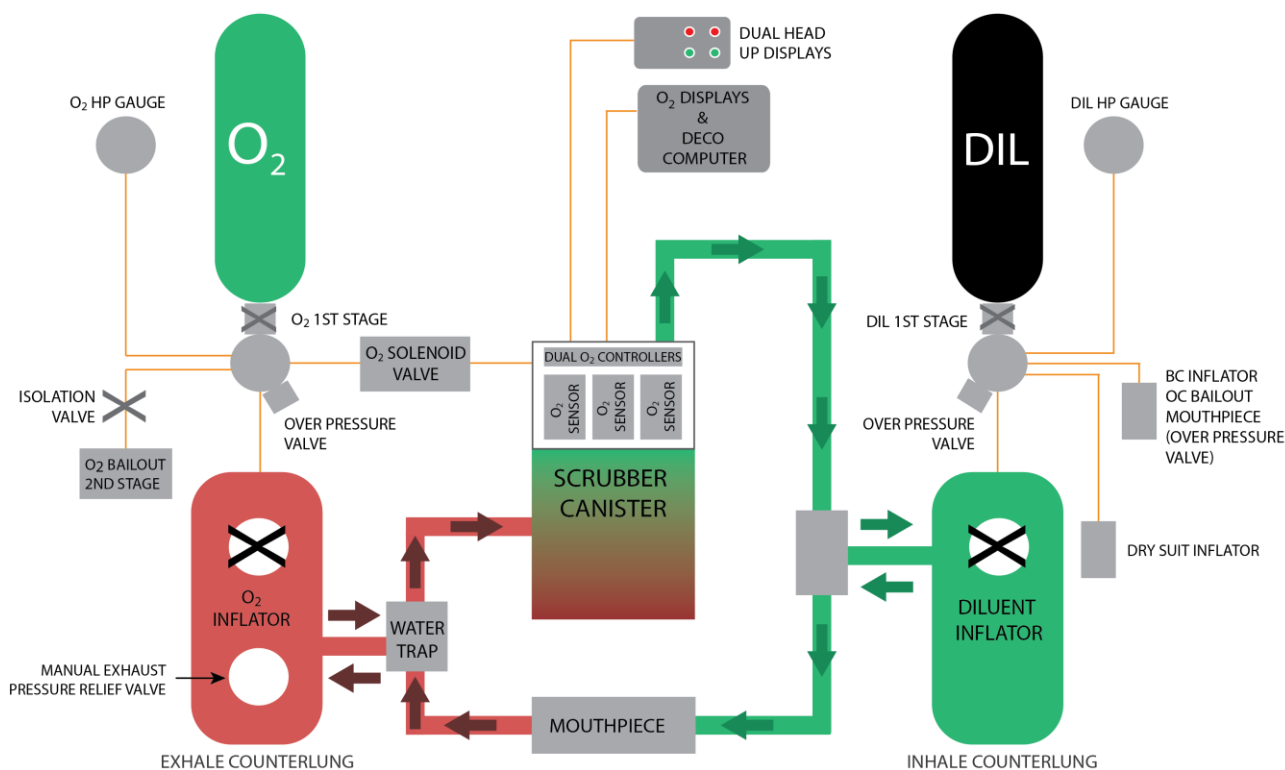 DUAL HEAD
UP DISPLAYS
O₂ HP GAUGE
O₂
O₂ DISPLAYS
&
DECO
COMPUTER
DIL
DIL HP GAUGE
O₂ 1ST STAGE
DIL 1ST STAGE
O₂ SOLENOID
VALVE
DUAL O₂ CONTROLLERS
O₂
SENSOR
O₂
SENSOR
O₂
SENSOR
ISOLATION
VALVE
OVER PRESSURE
VALVE
OVER PRESSURE
VALVE
BC INFLATOR
OC BAILOUT
MOUTHPIECE
(OVER PRESSURE
VALVE)
O₂ BAILOUT
2ND STAGE
SCRUBBER
CANISTER
DRY SUIT INFLATOR
O₂
INFLATOR
WATER
TRAP
DILUENT
INFLATOR
MANUAL EXHAUST
PRESSURE RELIEF VALVE
MOUTHPIECE
EXHALE COUNTERLUNG
INHALE COUNTERLUNG